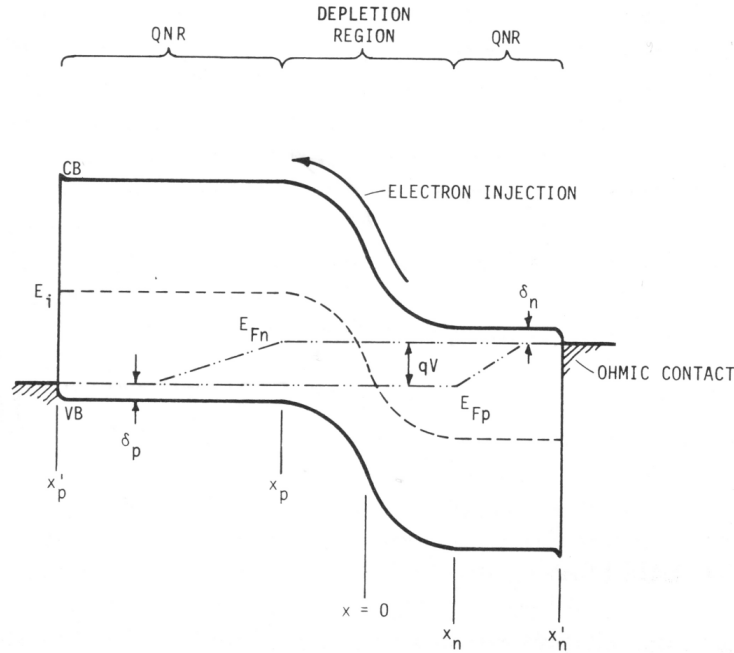 DEPLETION
QNR REGION QNR
CB
ELECTRON INJECTION
E_i
δ_n
E_Fn
qV
OHMIC CONTACT
E_Fp
VB
δ_p
x'_p
x_p
x = 0
x_n
x'_n